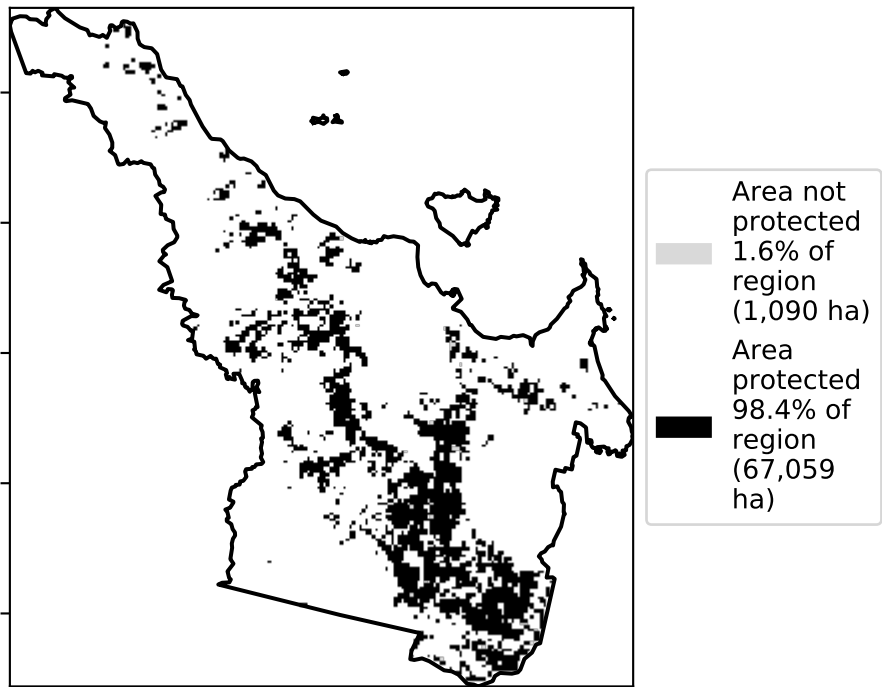 Area not
protected
1.6% of
region
(1,090 ha)
Area
protected
98.4% of
region
(67,059
ha)